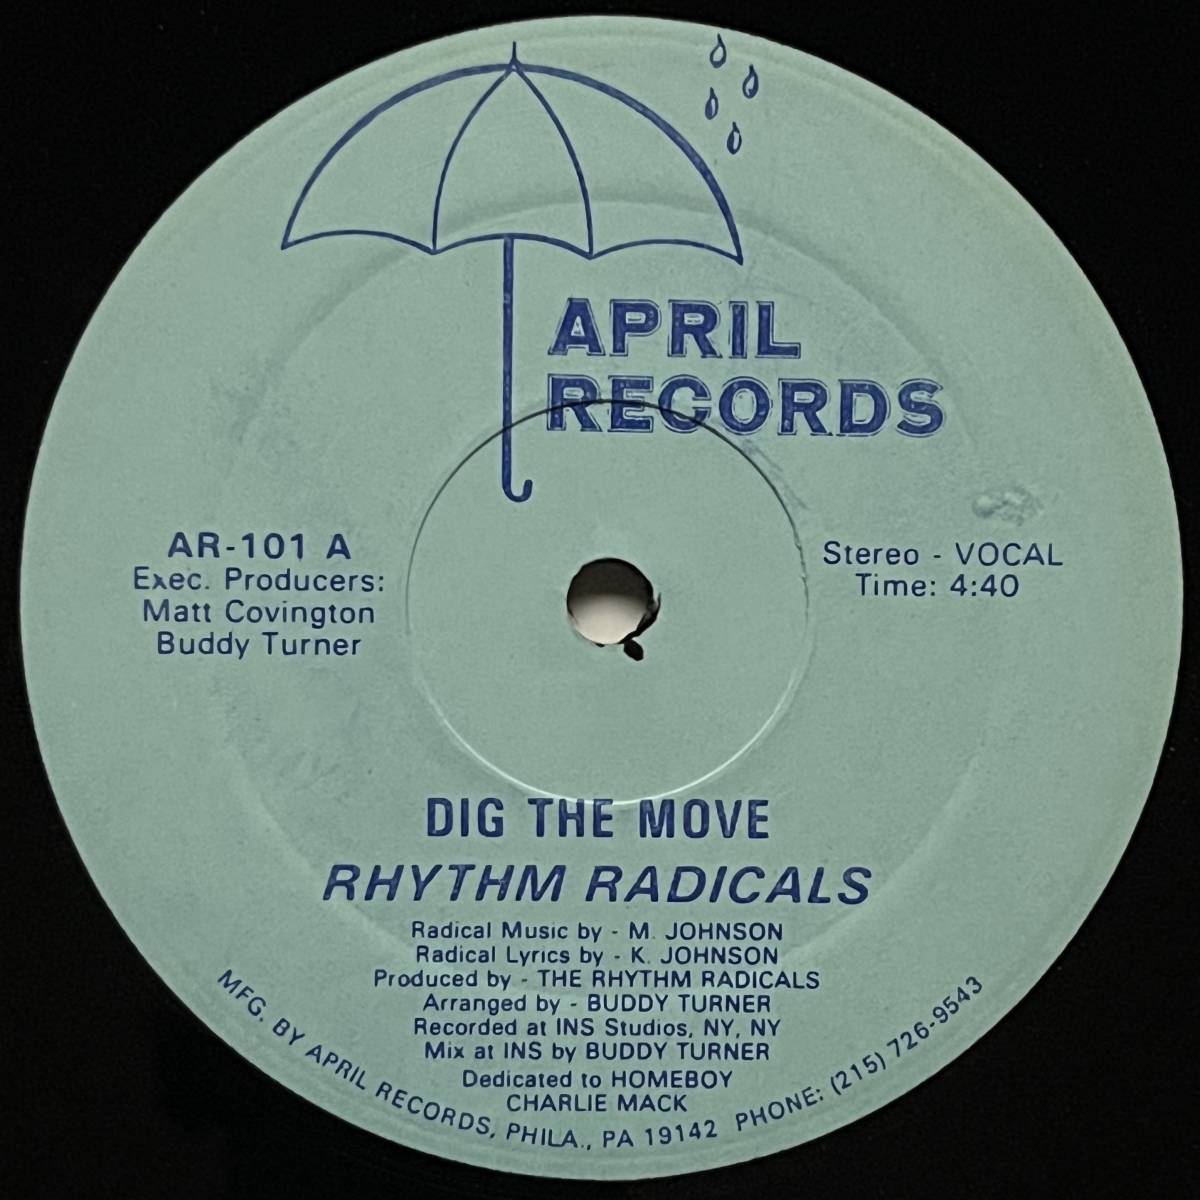 APRIL
RECORDS
AR-101 A
Exec. Producers:
Matt Covington
Buddy Turner
Stereo - VOCAL
Time: 4:40
DIG THE MOVE
RHYTHM RADICALS
Radical Music by - M. JOHNSON
Radical Lyrics by - K. JOHNSON
Produced by - THE RHYTHM RADICALS
Arranged by - BUDDY TURNER
Recorded at INS Studios, NY, NY
Mix at INS by BUDDY TURNER
Dedicated to HOMEBOY
CHARLIE MACK
MFG. BY APRIL RECORDS, PHILA., PA 19142 PHONE: (215) 726-9543